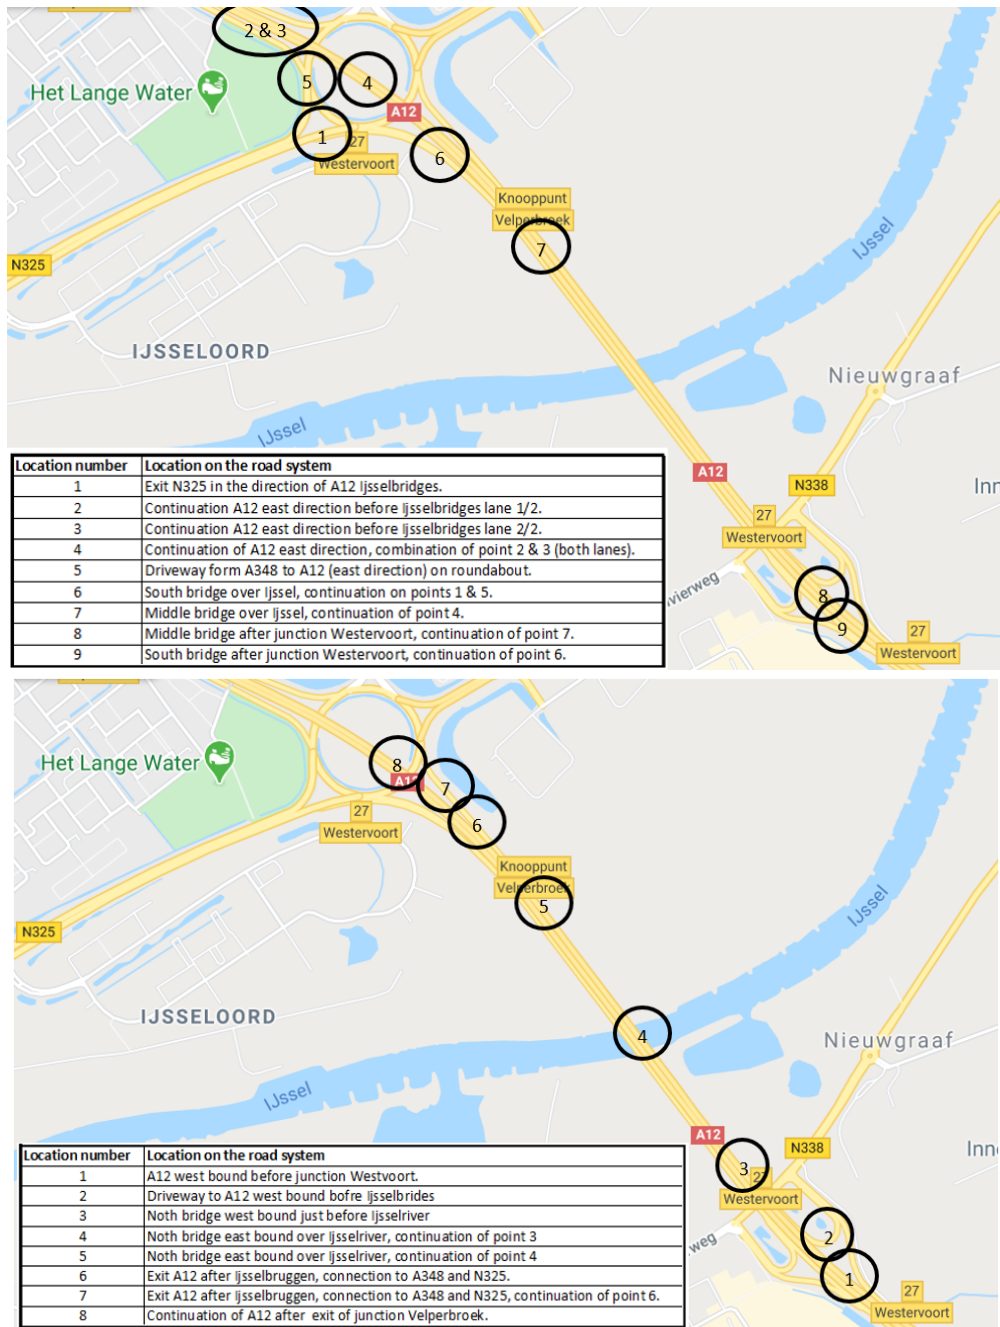 2 & 3
Het Lange Water
5
4
A12
1
27
Westervoort
6
Knooppunt
Velperbroek
7
N325
IJssel
IJSSELOORD
Nieuwgraaf
IJssel
A12
N338
27
Westervoort
8
9
27
Westervoort
Location number Location on the road system
1 Exit N325 in the direction of A12 Ijsselbridges.
2 Continuation A12 east direction before Ijsselbridges lane 1/2.
3 Continuation A12 east direction before Ijsselbridges lane 2/2.
4 Continuation of A12 east direction, combination of point 2 & 3 (both lanes).
5 Driveway form A348 to A12 (east direction) on roundabout.
6 South bridge over Ijssel, continuation on points 1 & 5.
7 Middle bridge over Ijssel, continuation of point 4.
8 Middle bridge after junction Westervoort, continuation of point 7.
9 South bridge after junction Westervoort, continuation of point 6.
Het Lange Water
8
A12
7
27
Westervoort
6
Knooppunt
Velperbroek
5
N325
IJssel
IJSSELOORD
4
Nieuwgraaf
IJssel
A12
N338
3
27
Westervoort
2
1
27
Westervoort
Location number Location on the road system
1 A12 west bound before junction Westvoort.
2 Driveway to A12 west bound bofre Ijsselbrides
3 Noth bridge west bound just before Ijsselriver
4 Noth bridge east bound over Ijsselriver, continuation of point 3
5 Noth bridge east bound over Ijsselriver, continuation of point 4
6 Exit A12 after Ijsselbruggen, connection to A348 and N325.
7 Exit A12 after Ijsselbruggen, connection to A348 and N325, continuation of point 6.
8 Continuation of A12 after exit of junction Velperbroek.